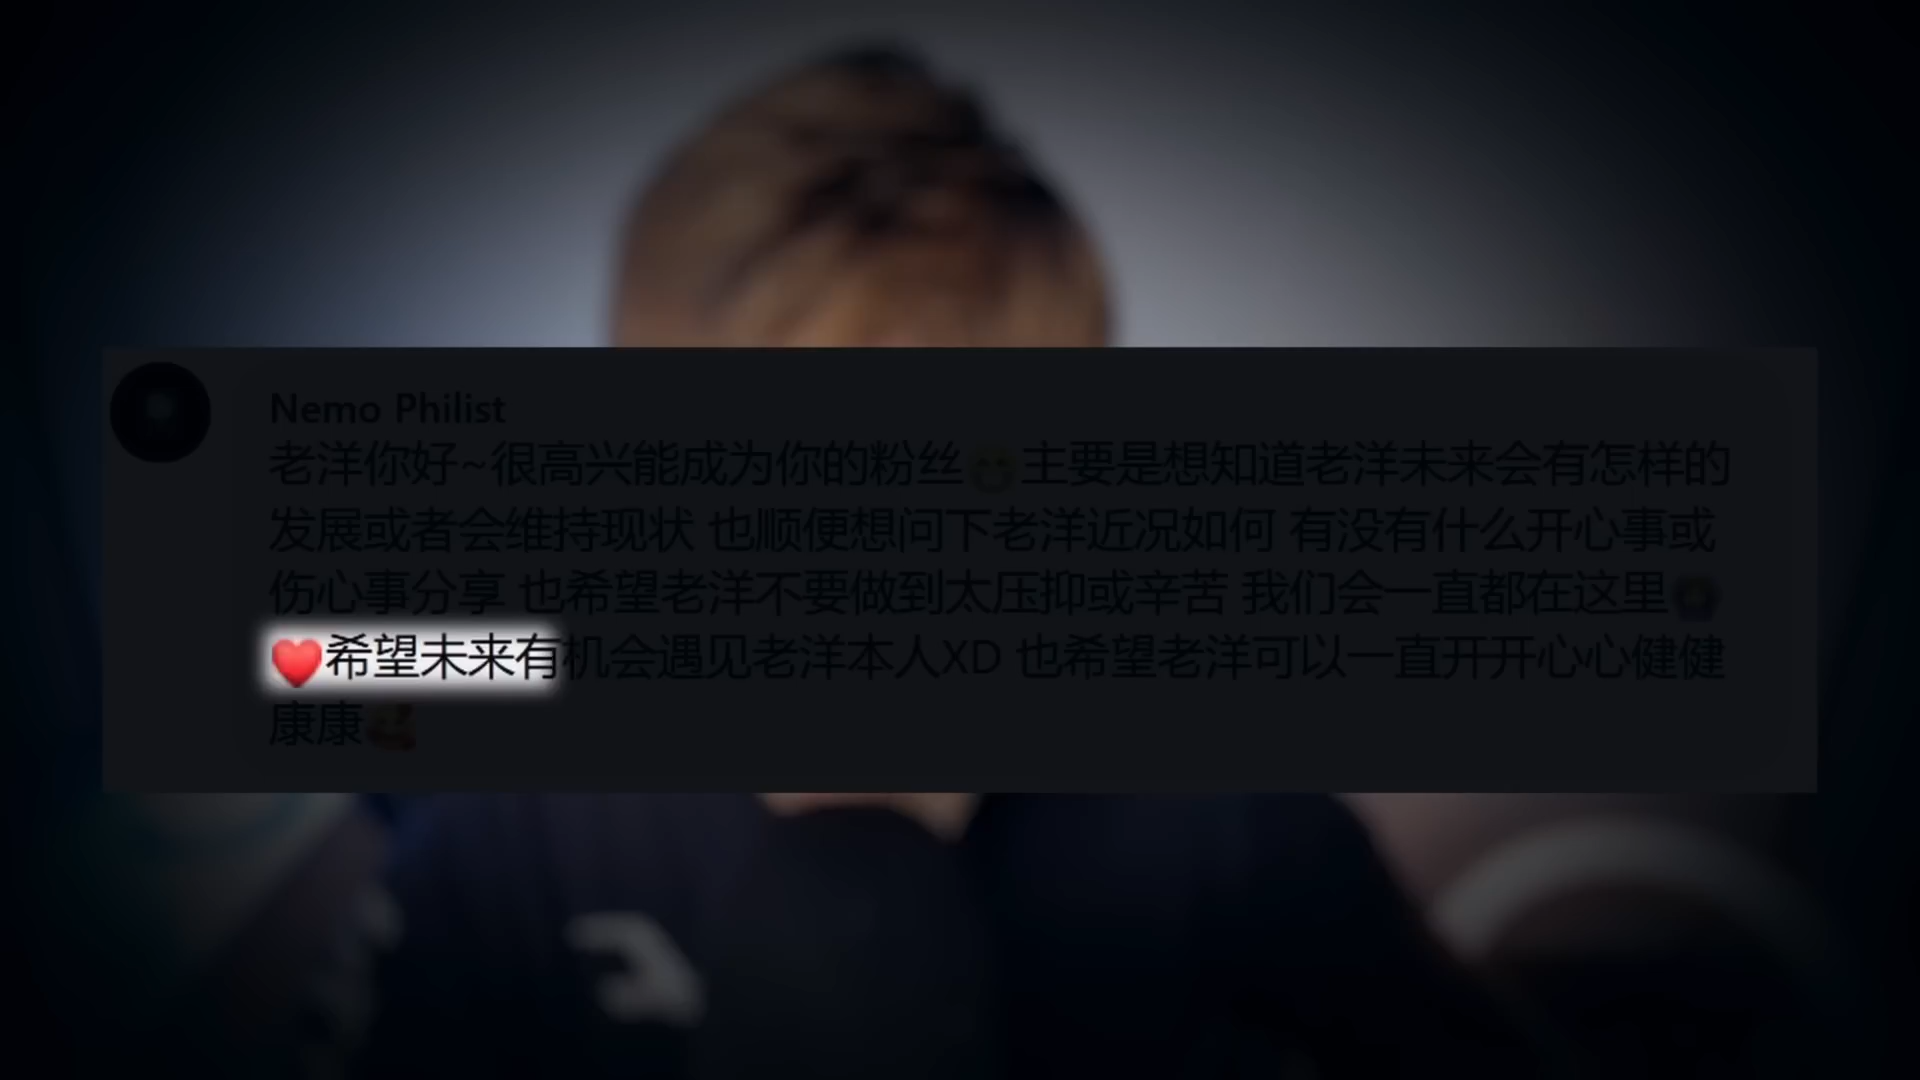 Nemo Philist
老洋你好~很高兴能成为你的粉丝😁主要是想知道老洋未来会有怎样的
发展或者会维持现状 也顺便想问下老洋近况如何 有没有什么开心事或
伤心事分享 也希望老洋不要做到太压抑或辛苦 我们会一直都在这里
❤️希望未来有机会遇见老洋本人XD 也希望老洋可以一直开开心心健健
康康